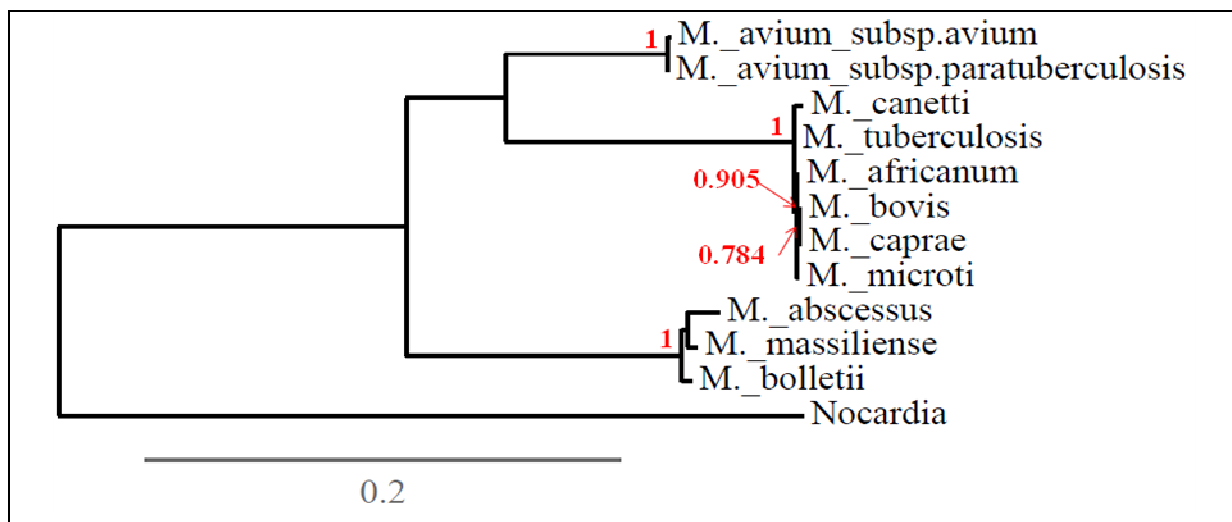 1
M._avium_subsp.avium
M._avium_subsp.paratuberculosis
M._canetti
1
M._tuberculosis
M._africanum
0.905
M._bovis
M._caprae
0.784
M._microti
M._abscessus
1
M._massiliense
M._bolletii
Nocardia
0.2